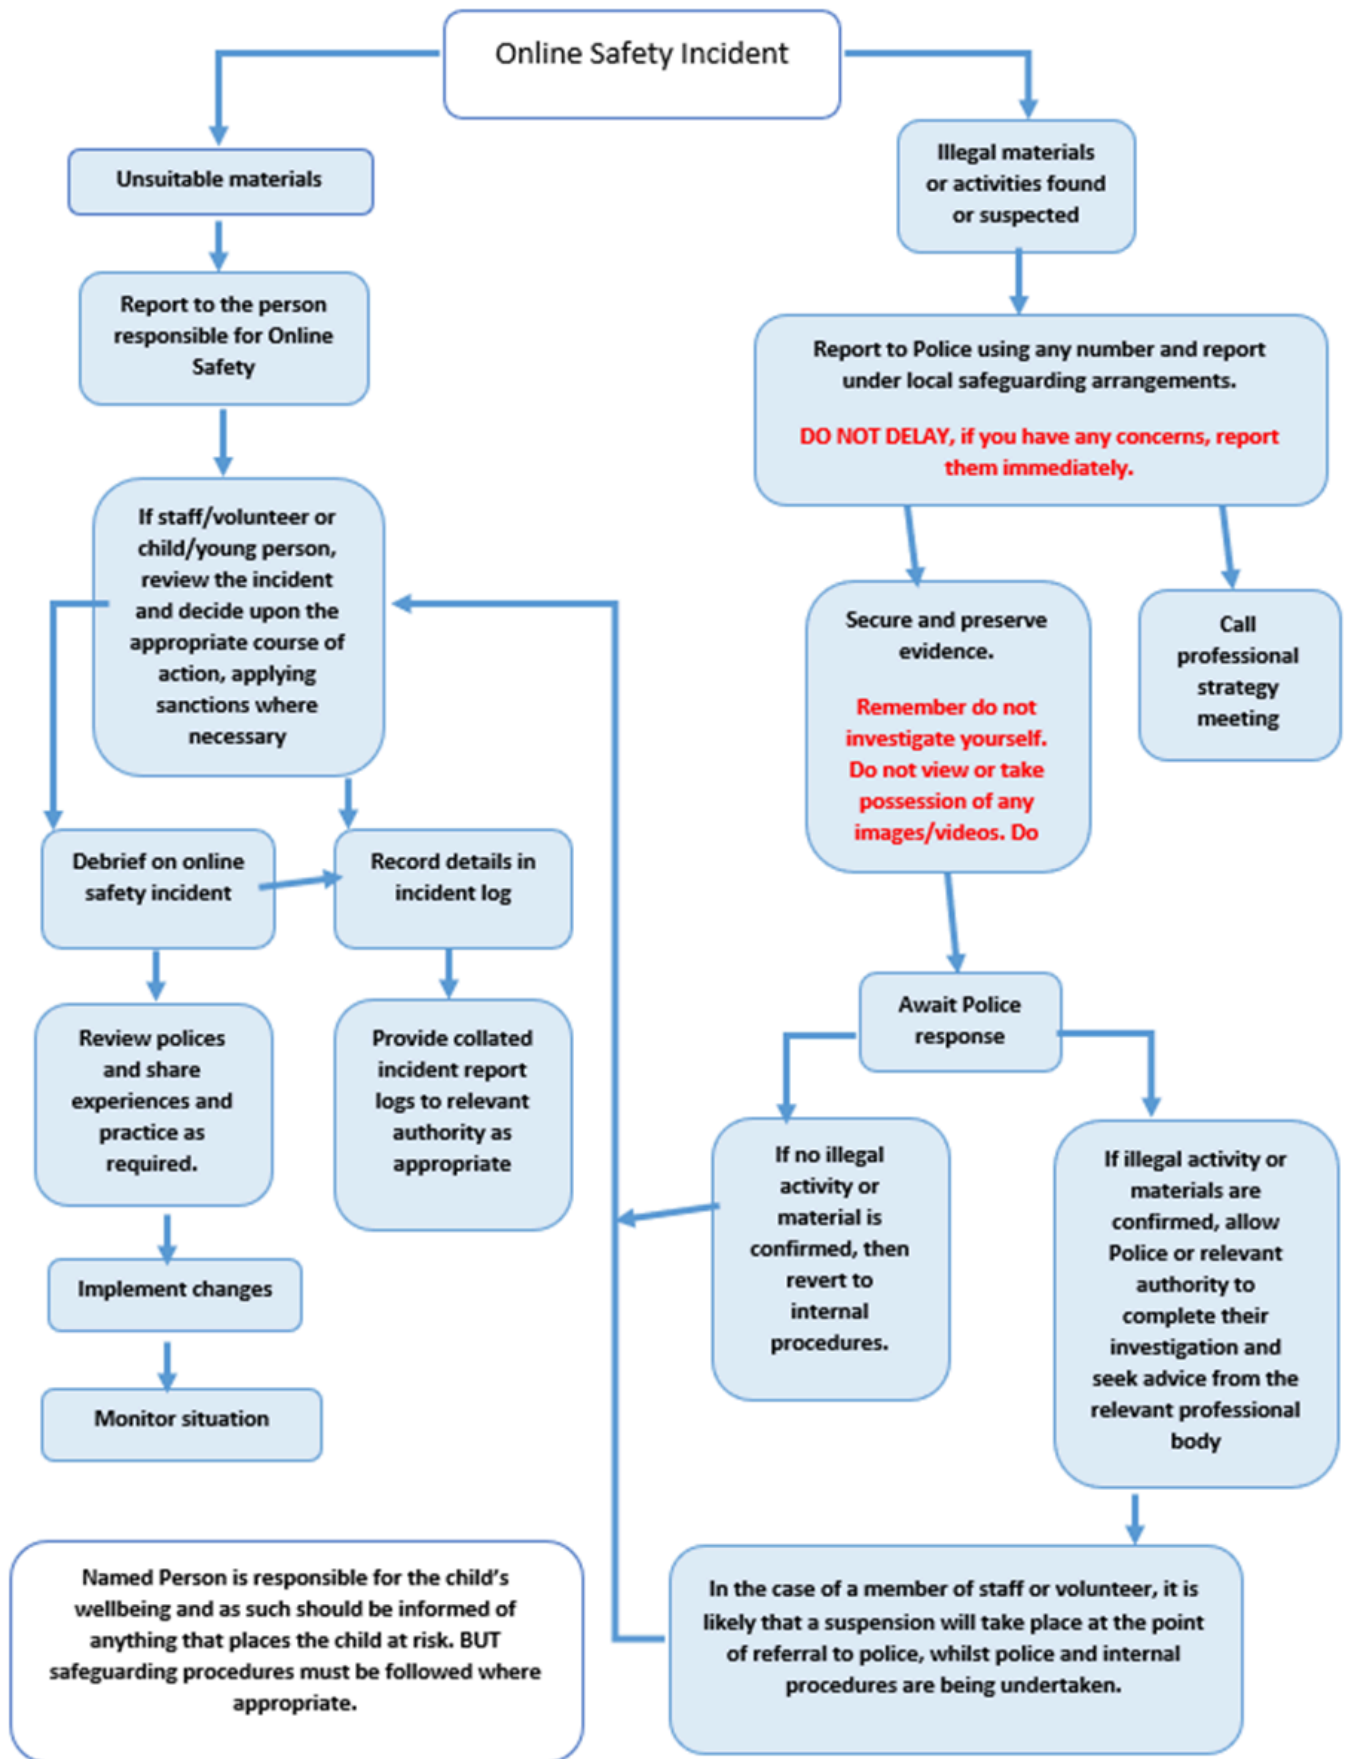 Online Safety Incident
Unsuitable materials
Report to the person
responsible for Online
Safety
If staff/volunteer or
child/young person,
review the incident
and decide upon the
appropriate course of
action, applying
sanctions where
necessary
Debrief on online
safety incident
Record details in
incident log
Review polices
and share
experiences and
practice as
required.
Provide collated
incident report
logs to relevant
authority as
appropriate
Implement changes
Monitor situation
Illegal materials
or activities found
or suspected
Report to Police using any number and report
under local safeguarding arrangements.
DO NOT DELAY, if you have any concerns, report
them immediately.
Secure and preserve
evidence.
Remember do not
investigate yourself.
Do not view or take
possession of any
images/videos. Do
Call
professional
strategy
meeting
Await Police
response
If no illegal
activity or
material is
confirmed, then
revert to
internal
procedures.
If illegal activity or
materials are
confirmed, allow
Police or relevant
authority to
complete their
investigation and
seek advice from the
relevant professional
body
In the case of a member of staff or volunteer, it is
likely that a suspension will take place at the point
of referral to police, whilst police and internal
procedures are being undertaken.
Named Person is responsible for the child’s
wellbeing and as such should be informed of
anything that places the child at risk. BUT
safeguarding procedures must be followed where
appropriate.